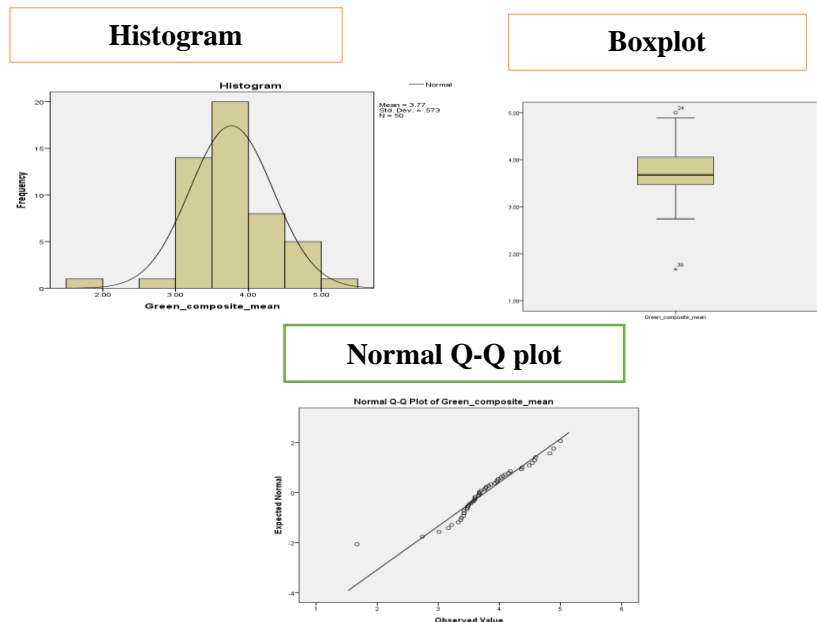 Histogram
Boxplot
Histogram
Normal
Mean = 3.77
Std. Dev. = .573
N = 50
20
15
10
5
0
Frequency
2.00 3.00 4.00 5.00
Green_composite_mean
5.00
4.00
3.00
2.00
1.00
24
39
Green_composite_mean
Normal Q-Q plot
Normal Q-Q Plot of Green_composite_mean
Expected Normal
2
0
-2
-4
1 2 3 4 5 6
Observed Value